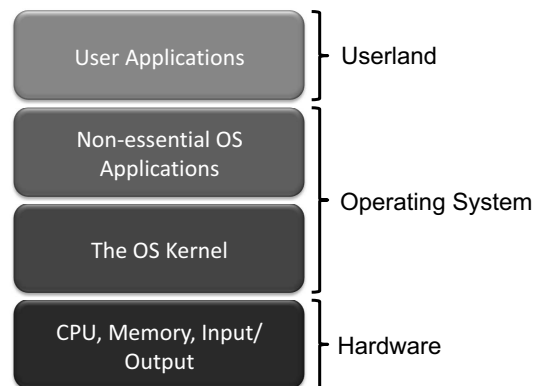 User Applications
Userland
Non-essential OS
Applications
Operating System
The OS Kernel
CPU, Memory, Input/
Output
Hardware